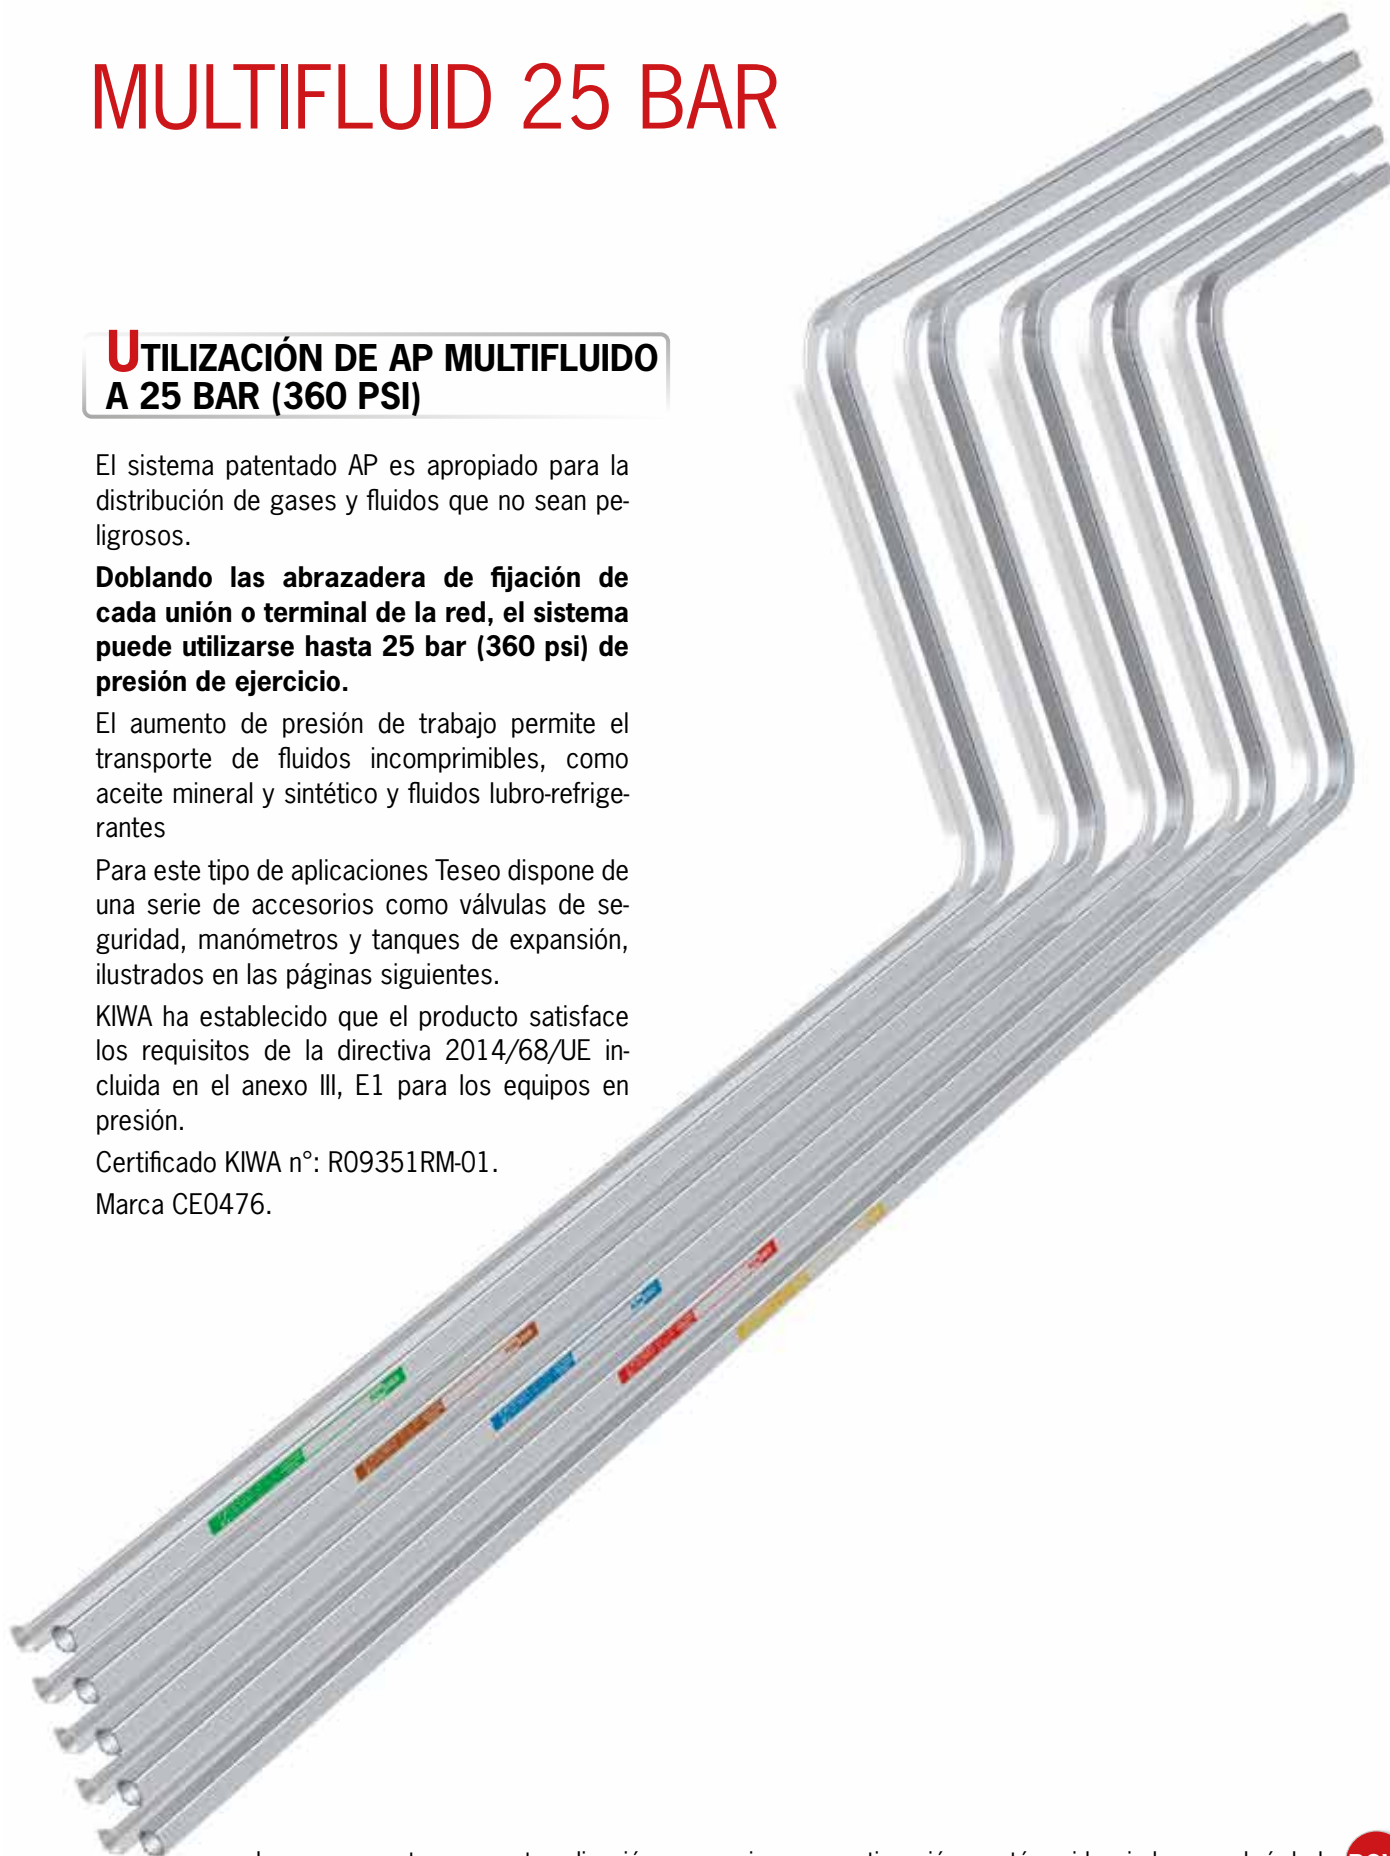 MULTIFLUID 25 BAR
UTILIZACIÓN DE AP MULTIFLUIDO
A 25 BAR (360 PSI)
El sistema patentado AP es apropiado para la
distribución de gases y fluidos que no sean pe-
ligrosos.
Doblando las abrazadera de fijación de
cada unión o terminal de la red, el sistema
puede utilizarse hasta 25 bar (360 psi) de
presión de ejercicio.
El aumento de presión de trabajo permite el
transporte de fluidos incomprimibles, como
aceite mineral y sintético y fluidos lubro-refrige-
rantes
Para este tipo de aplicaciones Teseo dispone de
una serie de accesorios como válvulas de se-
guridad, manómetros y tanques de expansión,
ilustrados en las páginas siguientes.
KIWA ha establecido que el producto satisface
los requisitos de la directiva 2014/68/UE in-
cluida en el anexo III, E1 para los equipos en
presión.
Certificado KIWA n°: R09351RM-01.
Marca CE0476.